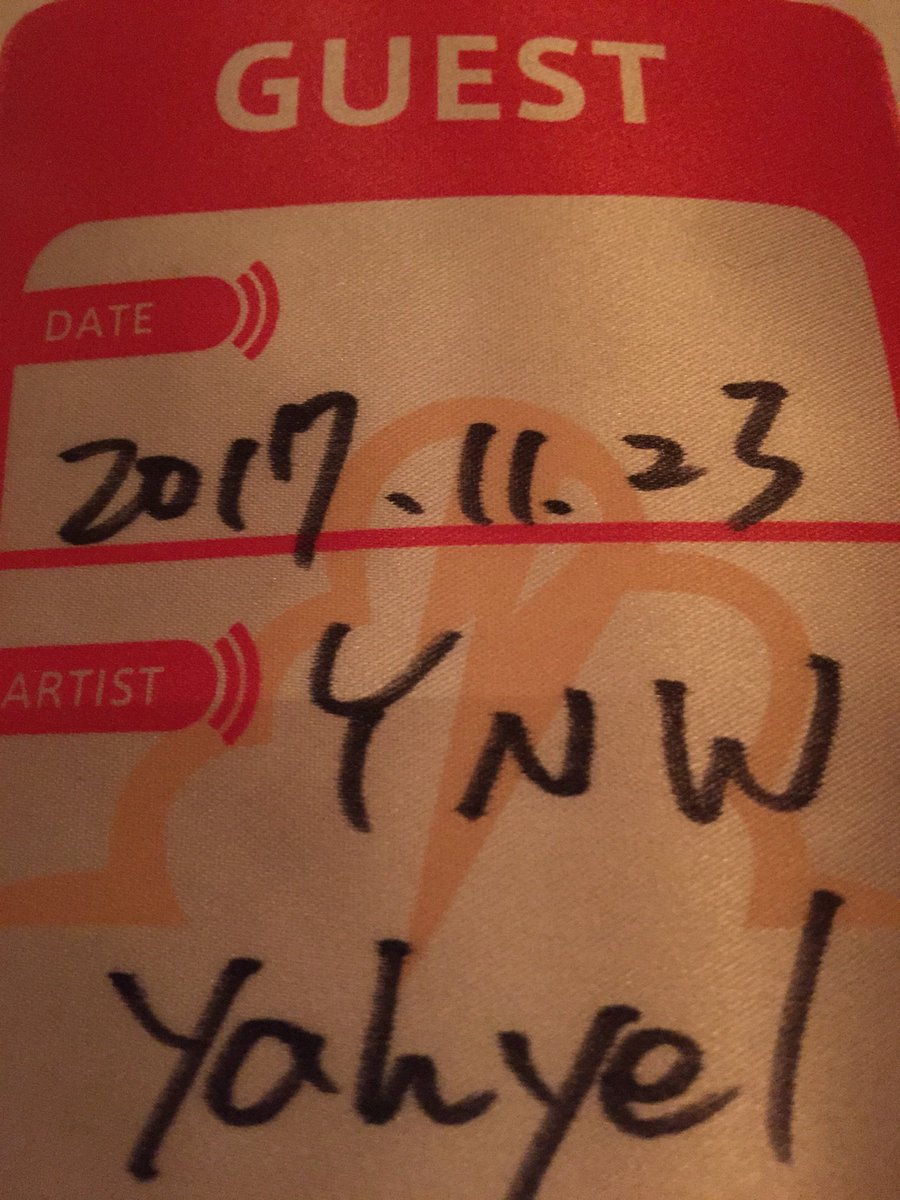 GUEST
DATE
2017.11.23
ARTIST
YNW
Yahyel